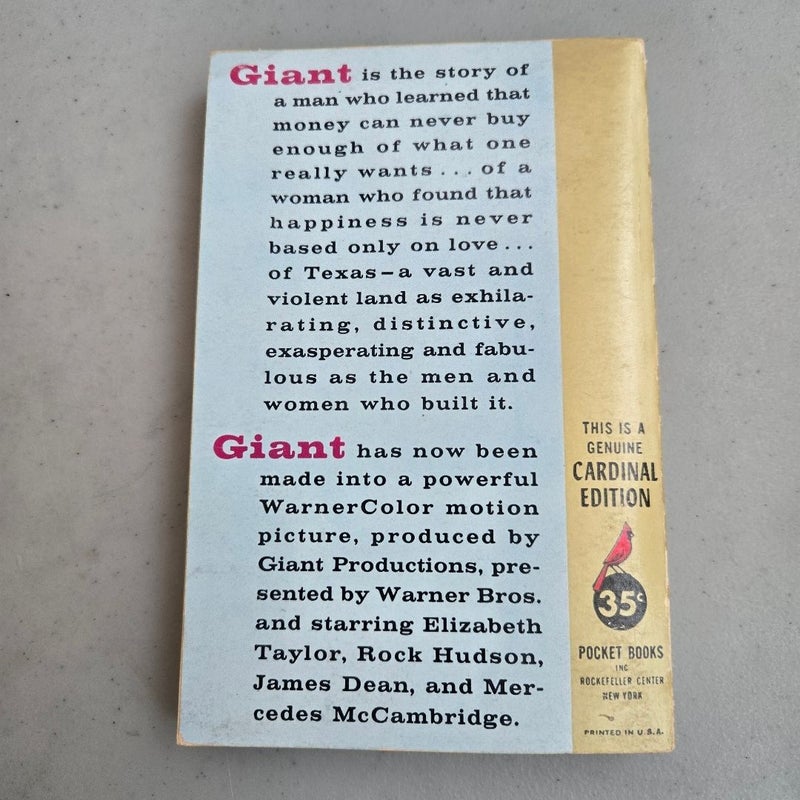 Giant is the story of
a man who learned that
money can never buy
enough of what one
really wants...of a
woman who found that
happiness is never
based only on love...
of Texas—a vast and
violent land as exhila-
rating, distinctive,
exasperating and fabu-
lous as the men and
women who built it.
Giant has now been
made into a powerful
WarnerColor motion
picture, produced by
Giant Productions, pre-
sented by Warner Bros.
and starring Elizabeth
Taylor, Rock Hudson,
James Dean, and Mer-
cedes McCambridge.
THIS IS A
GENUINE
CARDINAL
EDITION
35c
POCKET BOOKS
INC
ROCKEFELLER CENTER
NEW YORK
PRINTED IN U.S.A.